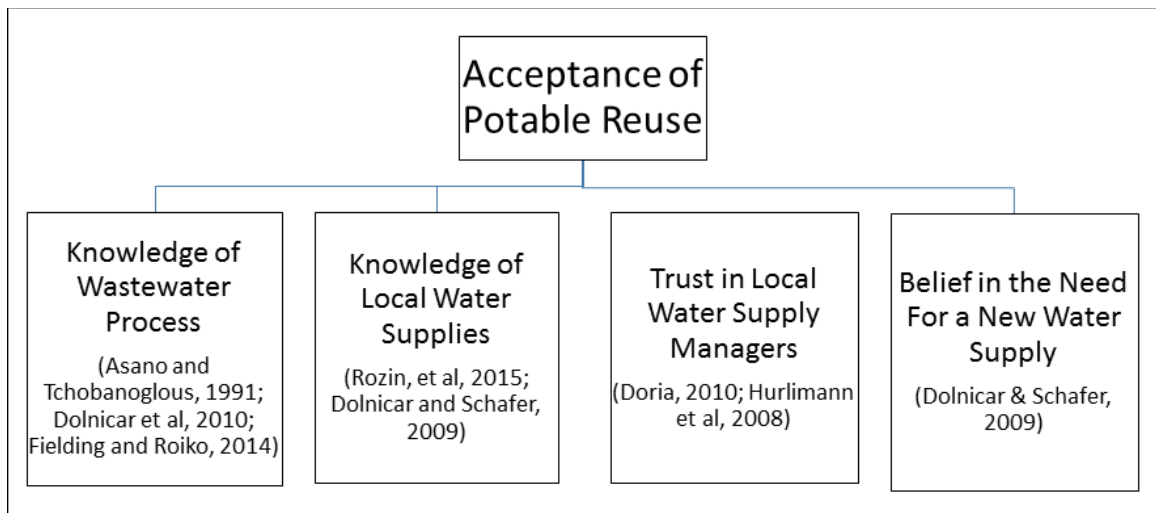 Acceptance of
Potable Reuse
Knowledge of
Wastewater
Process
(Asano and
Tchobanoglous, 1991;
Dolnicar et al, 2010;
Fielding and Roiko, 2014)
Knowledge of
Local Water
Supplies
(Rozin, et al, 2015;
Dolnicar and Schafer,
2009)
Trust in Local
Water Supply
Managers
(Doria, 2010; Hurlimann
et al, 2008)
Belief in the Need
For a New Water
Supply
(Dolnicar & Schafer,
2009)